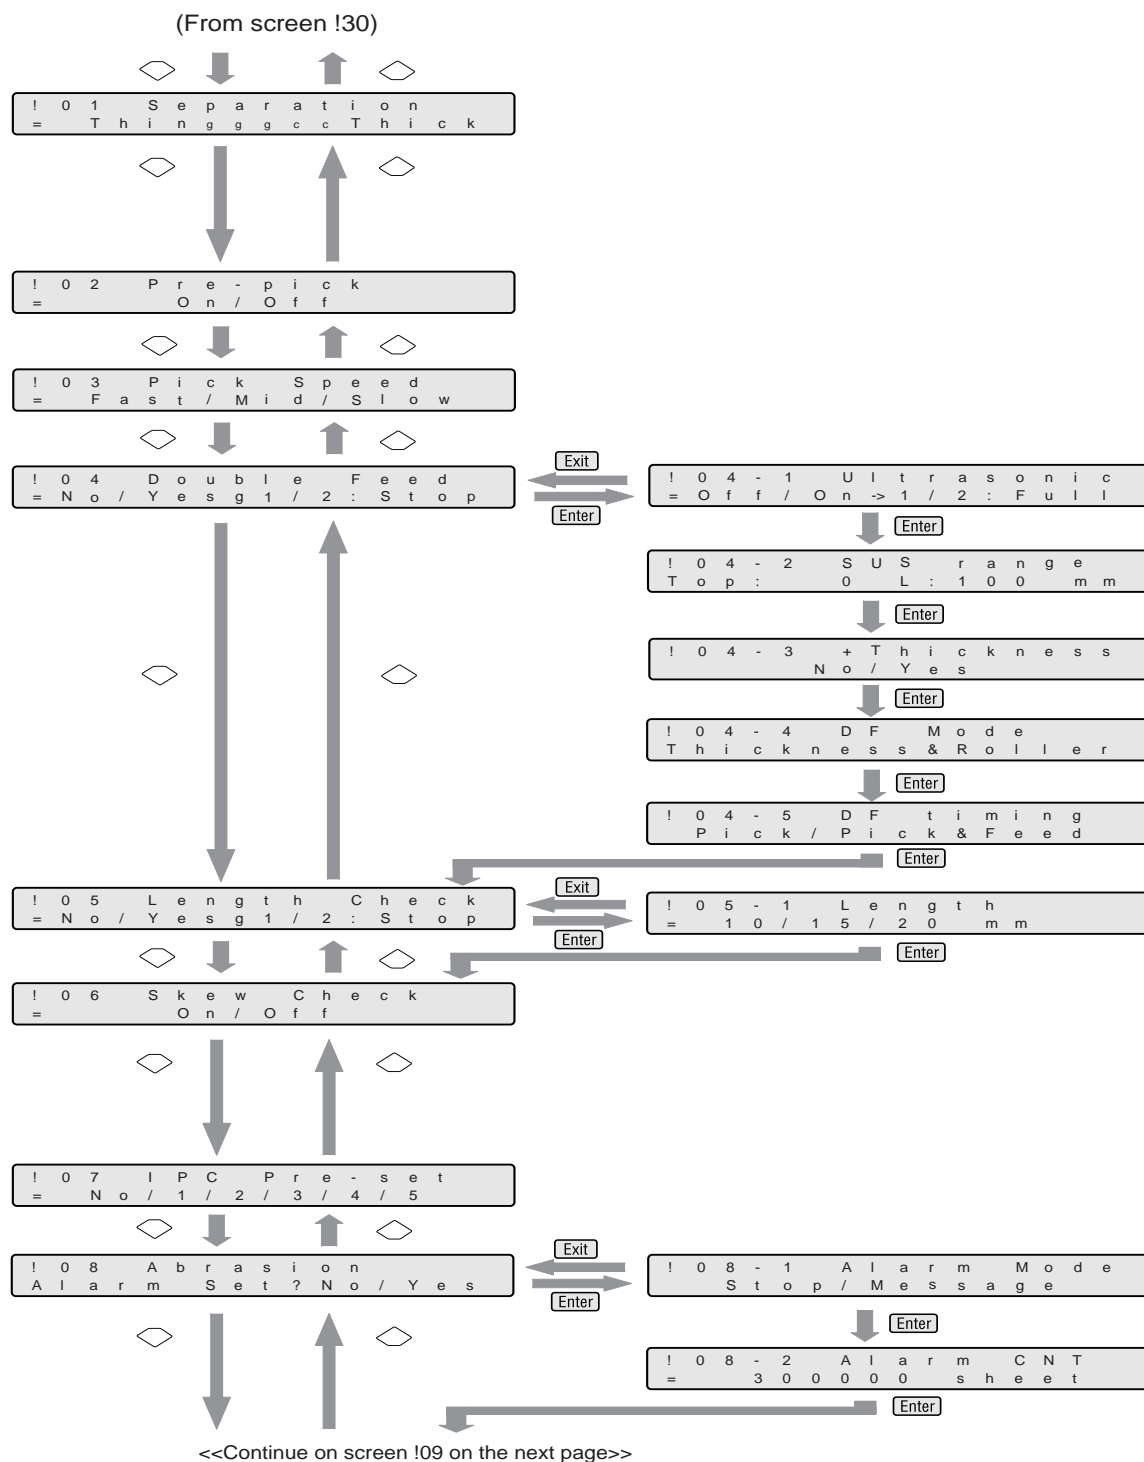 (From screen !30)
!01 Separation
= ThingggccThick
!02 Pre-pick
= On/Off
!03 Pick Speed
= Fast/Mid/Slow
!04 Double Feed
=No/Yesg1/2:Stop
Exit
Enter
!04-1 Ultrasonic
=Off/On->1/2:Full
Enter
!04-2 SUS range
Top: 0 L:100 mm
Enter
!04-3 +Thickness
No/Yes
Enter
!04-4 DF Mode
Thickness&Roller
Enter
!04-5 DF timing
Pick/Pick&Feed
Enter
!05 Length Check
=No/Yesg1/2:Stop
Exit
Enter
!05-1 Length
= 10/15/20 mm
Enter
!06 Skew Check
= On/Off
!07 IPC Pre-set
= No/1/2/3/4/5
!08 Abrasion
Alarm Set?No/Yes
Exit
Enter
!08-1 Alarm Mode
Stop/Message
Enter
!08-2 Alarm CNT
= 300000 sheet
Enter
<<Continue on screen !09 on the next page>>